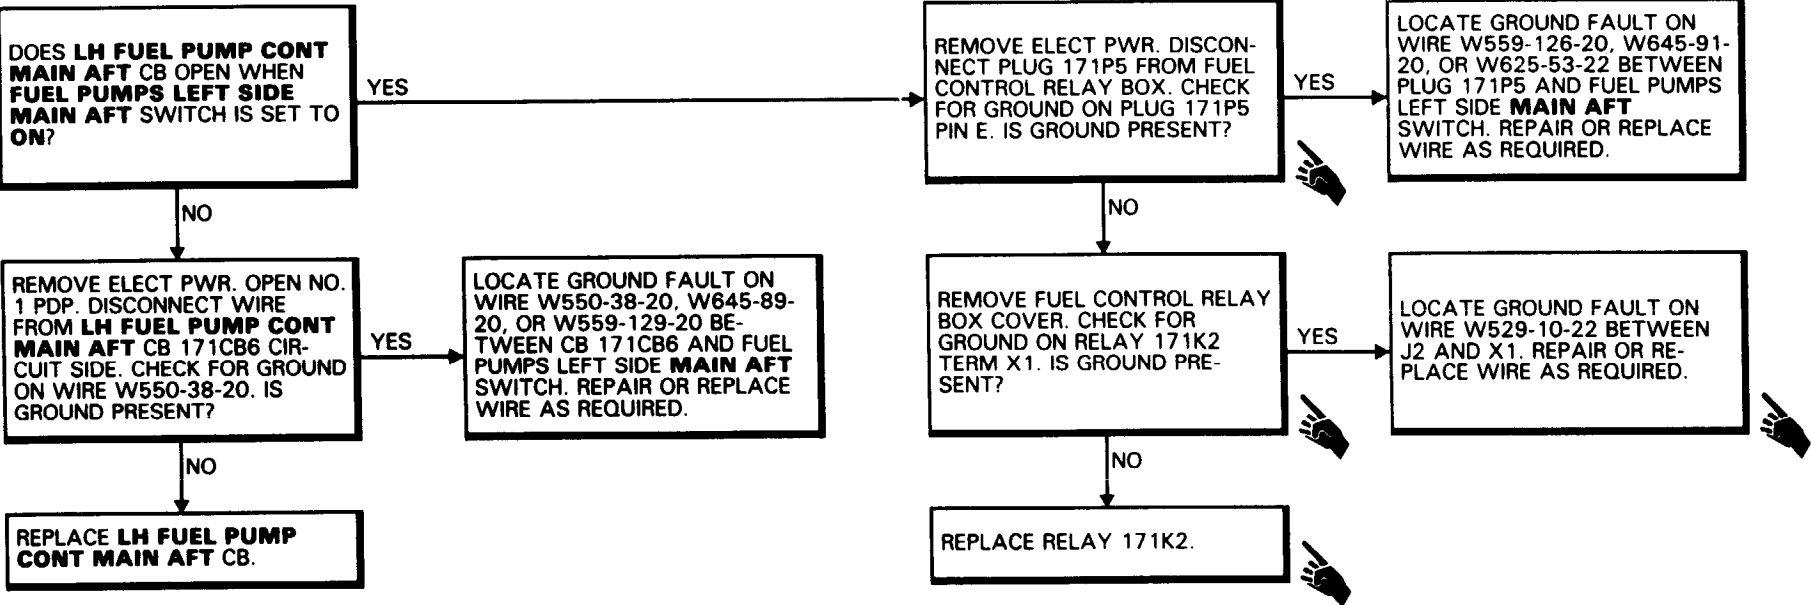 DOES LH FUEL PUMP CONT
MAIN AFT CB OPEN WHEN
FUEL PUMPS LEFT SIDE
MAIN AFT SWITCH IS SET TO
ON?
YES
REMOVE ELECT PWR. DISCON-
NECT PLUG 171P5 FROM FUEL
CONTROL RELAY BOX. CHECK
FOR GROUND ON PLUG 171P5
PIN E. IS GROUND PRESENT?
YES
LOCATE GROUND FAULT ON
WIRE W559-126-20, W645-91-
20, OR W625-53-22 BETWEEN
PLUG 171P5 AND FUEL PUMPS
LEFT SIDE MAIN AFT
SWITCH. REPAIR OR REPLACE
WIRE AS REQUIRED.
NO
NO
REMOVE ELECT PWR. OPEN NO.
1 PDP. DISCONNECT WIRE
FROM LH FUEL PUMP CONT
MAIN AFT CB 171CB6 CIR-
CUIT SIDE. CHECK FOR GROUND
ON WIRE W550-38-20. IS
GROUND PRESENT?
YES
LOCATE GROUND FAULT ON
WIRE W550-38-20, W645-89-
20, OR W559-129-20 BE-
TWEEN CB 171CB6 AND FUEL
PUMPS LEFT SIDE MAIN AFT
SWITCH. REPAIR OR REPLACE
WIRE AS REQUIRED.
REMOVE FUEL CONTROL RELAY
BOX COVER. CHECK FOR
GROUND ON RELAY 171K2
TERM X1. IS GROUND PRE-
SENT?
YES
LOCATE GROUND FAULT ON
WIRE W529-10-22 BETWEEN
J2 AND X1. REPAIR OR RE-
PLACE WIRE AS REQUIRED.
NO
NO
REPLACE LH FUEL PUMP
CONT MAIN AFT CB.
REPLACE RELAY 171K2.